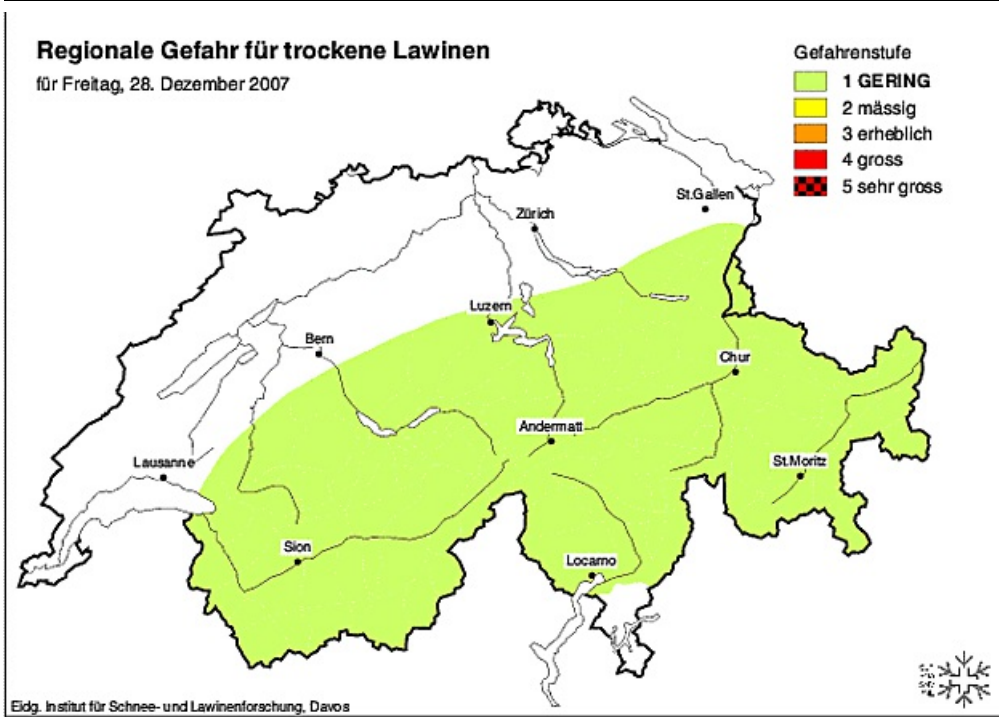 Regionale Gefahr für trockene Lawinen
für Freitag, 28. Dezember 2007
Gefahrenstufe
1 GERING
2 mässig
3 erheblich
4 gross
5 sehr gross
St.Gallen
Zürich
Luzern
Bern
Chur
Andermatt
Lausanne
St.Moritz
Sion
Locarno
Eidg. Institut für Schnee- und Lawinenforschung, Davos